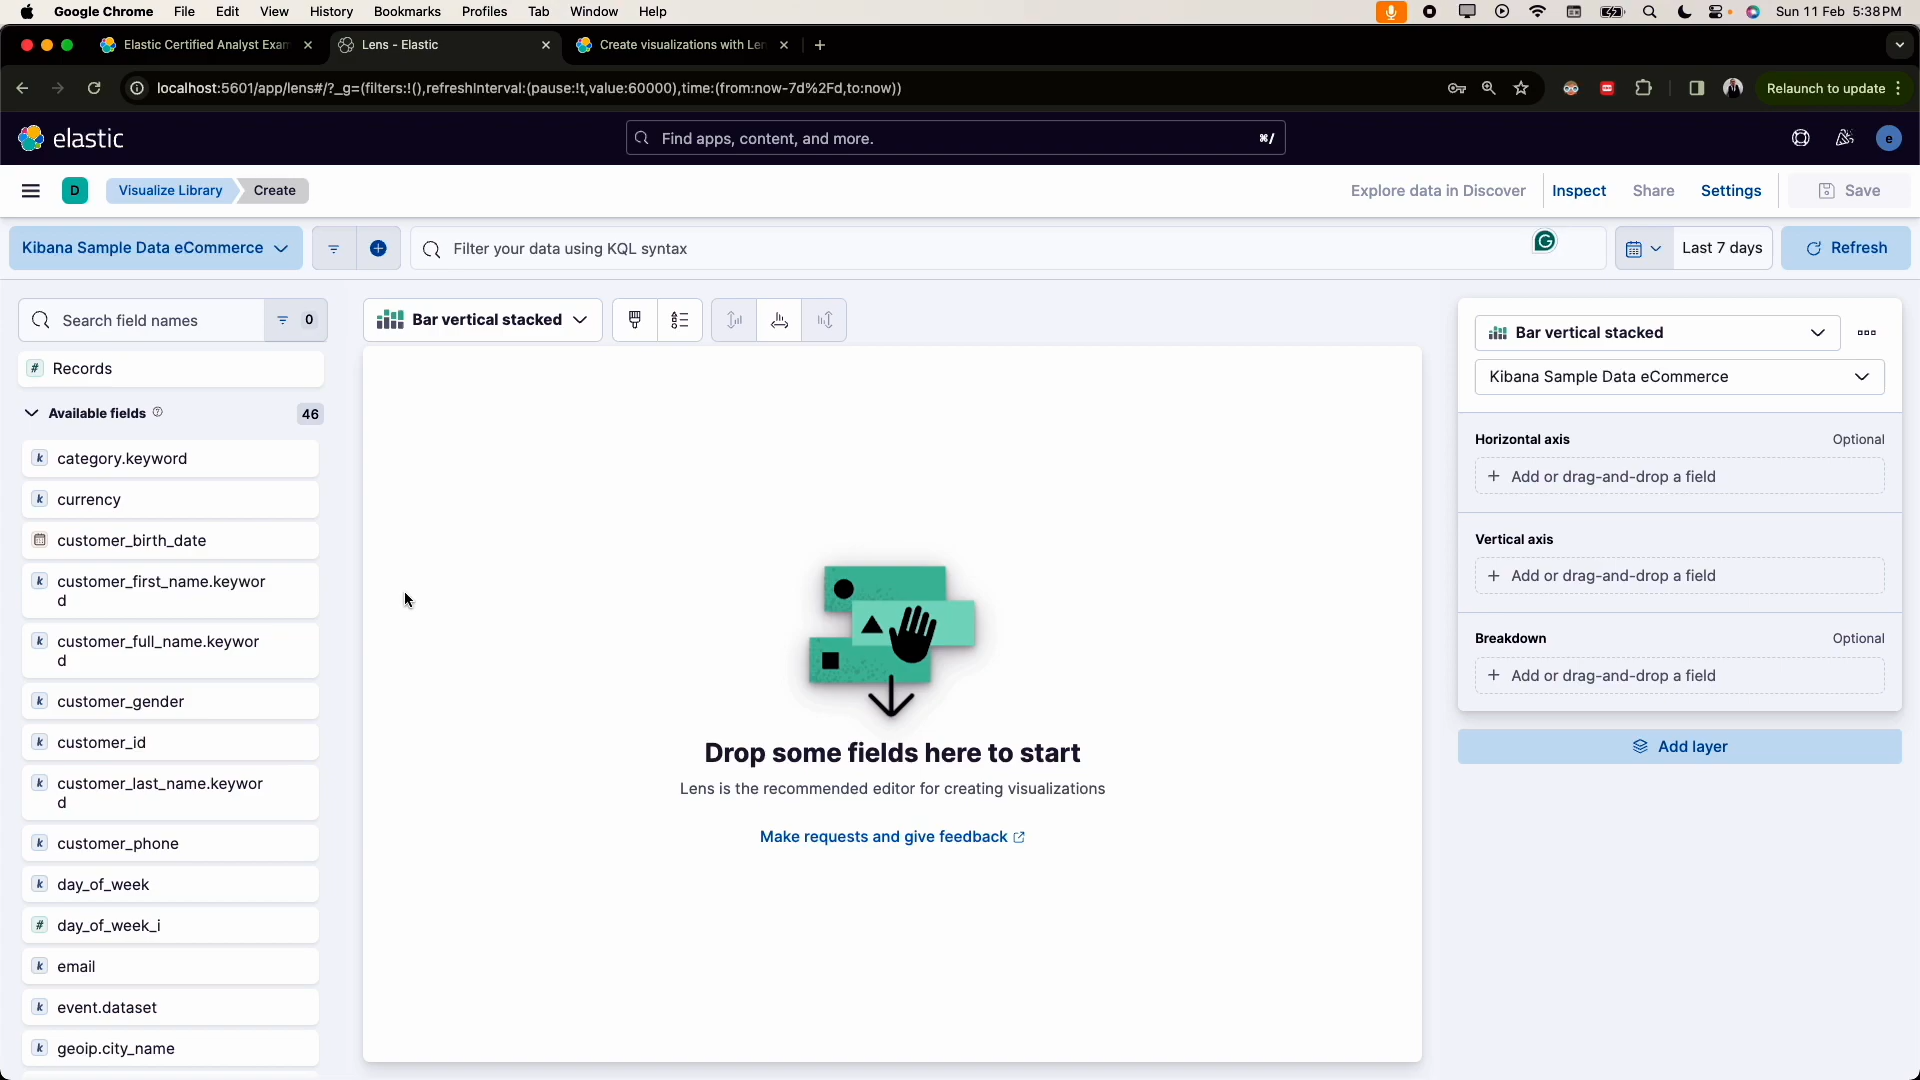 Google Chrome File Edit View History Bookmarks Profiles Tab Window Help Sun 11 Feb 5:38 PM
Elastic Certified Analyst Exam Lens - Elastic Create visualizations with Len
localhost:5601/app/lens#/?_g=(filters:!(),refreshInterval:(pause:!t,value:60000),time:(from:now-7d%2Fd,to:now)) Relaunch to update
elastic Find apps, content, and more. ⌘/ e
D Visualize Library Create Explore data in Discover Inspect Share Settings Save
Kibana Sample Data eCommerce Filter your data using KQL syntax Last 7 days Refresh
Search field names 0 Bar vertical stacked
Bar vertical stacked
# Records
Kibana Sample Data eCommerce
Available fields 46
Horizontal axis Optional
k category.keyword
+ Add or drag-and-drop a field
k currency
Vertical axis
customer_birth_date
+ Add or drag-and-drop a field
k customer_first_name.keywor
d
Breakdown Optional
k customer_full_name.keywor
d
+ Add or drag-and-drop a field
k customer_gender
k customer_id
Add layer
Drop some fields here to start
k customer_last_name.keywor
d
Lens is the recommended editor for creating visualizations
Make requests and give feedback
k customer_phone
k day_of_week
# day_of_week_i
k email
k event.dataset
k geoip.city_name